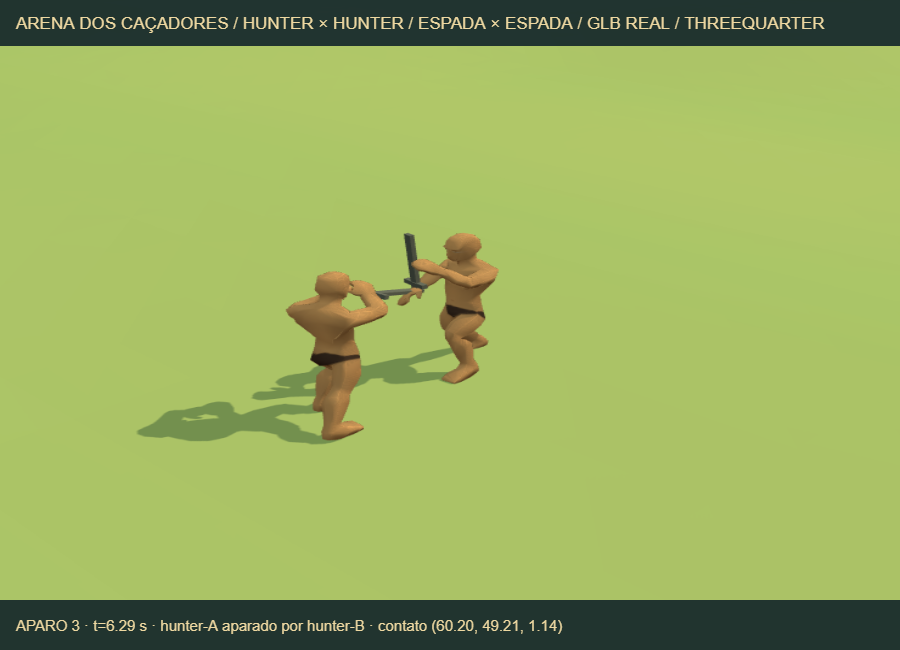 ARENA DOS CAÇADORES / HUNTER × HUNTER / ESPADA × ESPADA / GLB REAL / THREEQUARTER
APARO 3 · t=6.29 s · hunter-A aparado por hunter-B · contato (60.20, 49.21, 1.14)